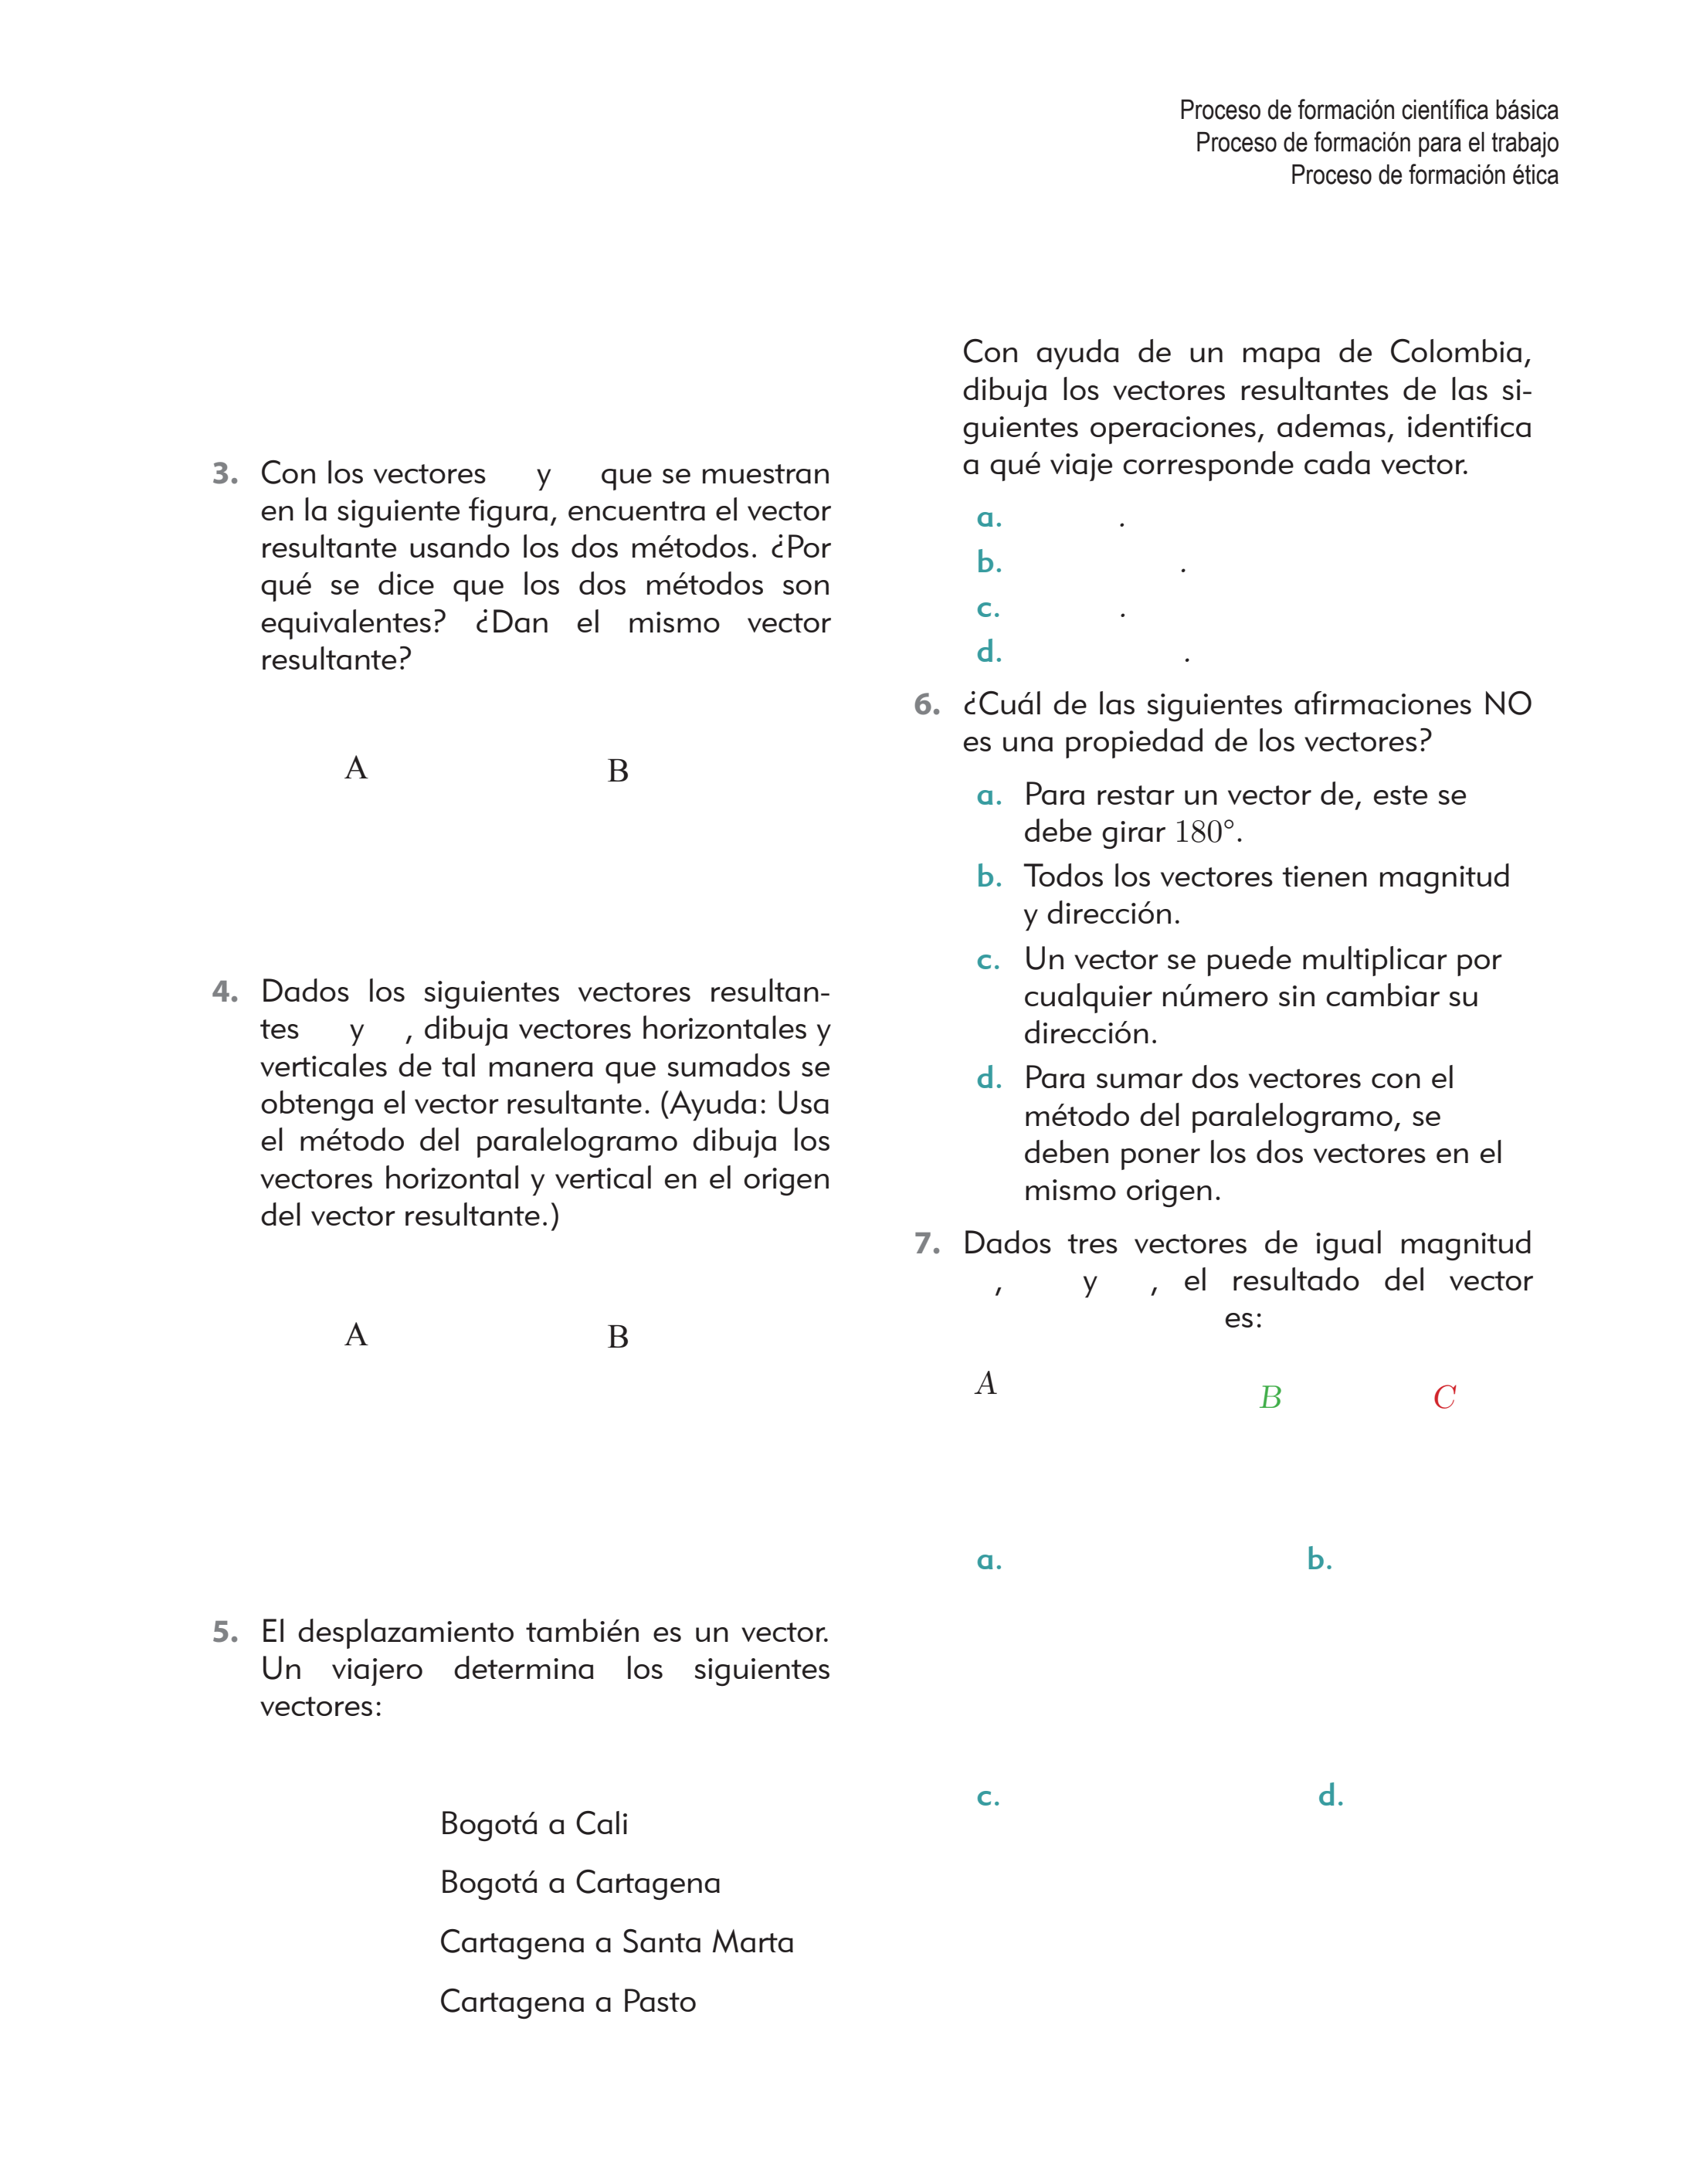 Proceso de formación científica básica
Proceso de formación para el trabajo
Proceso de formación ética
3. Con los vectores y que se muestran
en la siguiente figura, encuentra el vector
resultante usando los dos métodos. ¿Por
qué se dice que los dos métodos son
equivalentes? ¿Dan el mismo vector
resultante?
A B
4. Dados los siguientes vectores resultan-
tes y , dibuja vectores horizontales y
verticales de tal manera que sumados se
obtenga el vector resultante. (Ayuda: Usa
el método del paralelogramo dibuja los
vectores horizontal y vertical en el origen
del vector resultante.)
A B
5. El desplazamiento también es un vector.
Un viajero determina los siguientes
vectores:
Bogotá a Cali
Bogotá a Cartagena
Cartagena a Santa Marta
Cartagena a Pasto
Con ayuda de un mapa de Colombia,
dibuja los vectores resultantes de las si-
guientes operaciones, ademas, identifica
a qué viaje corresponde cada vector.
a. .
b. .
c. .
d. .
6. ¿Cuál de las siguientes afirmaciones NO
es una propiedad de los vectores?
a. Para restar un vector de, este se
debe girar 180°.
b. Todos los vectores tienen magnitud
y dirección.
c. Un vector se puede multiplicar por
cualquier número sin cambiar su
dirección.
d. Para sumar dos vectores con el
método del paralelogramo, se
deben poner los dos vectores en el
mismo origen.
7. Dados tres vectores de igual magnitud
, y , el resultado del vector
es:
A B C
a. b.
c. d.